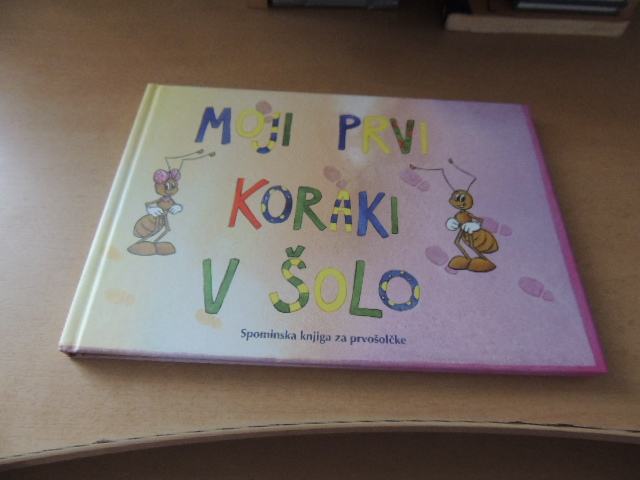 MOJI PRVI
KORAKI
V ŠOLO
Spominska knjiga za prvošolčke